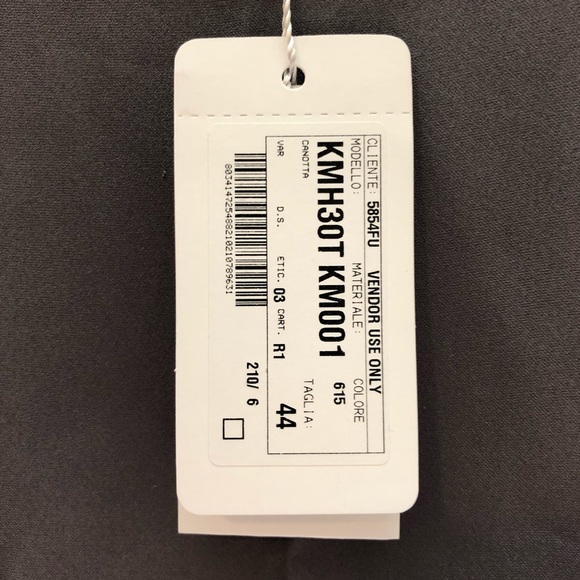 CLIENTE: 5854FU VENDOR USE ONLY
MODELLO: MATERIALE: COLORE
KMH30T KM001 615
CANOTTA TAGLIA:
44
VAR D.S. ETIC. 03 CART. R1
210/ 6
803414725488210210789631